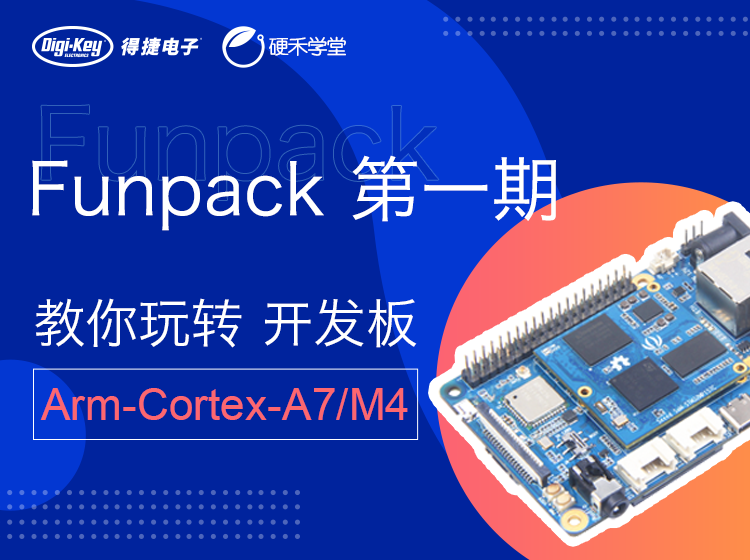 Digi-Key ELECTRONICS 得捷电子 硬禾学堂
Funpack
Funpack 第一期
教你玩转 开发板
Arm-Cortex-A7/M4